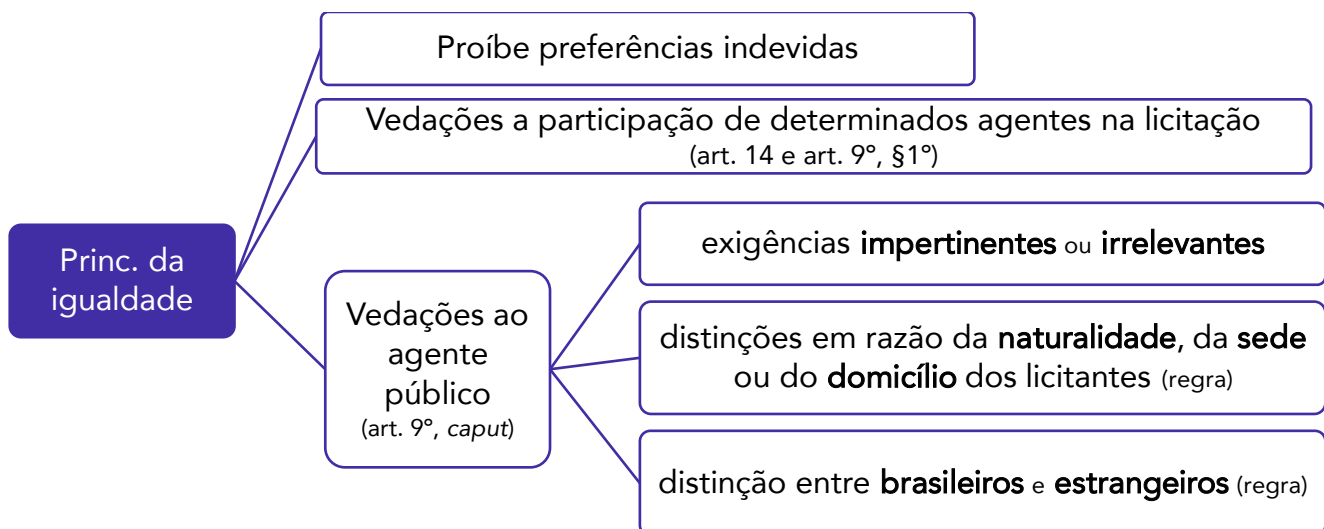 Proíbe preferências indevidas
Vedações a participação de determinados agentes na licitação
(art. 14 e art. 9º, §1º)
Princ. da
igualdade
Vedações ao
agente
público
(art. 9º, caput)
exigências impertinentes ou irrelevantes
distinções em razão da naturalidade, da sede
ou do domicílio dos licitantes (regra)
distinção entre brasileiros e estrangeiros (regra)